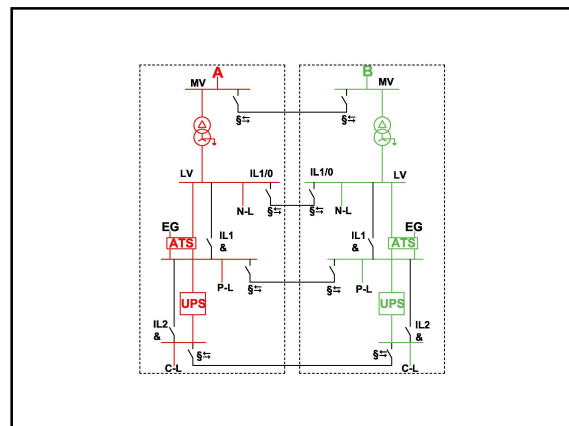 A
B
MV
MV
§⇆
§⇆
LV
IL1/0
IL1/0
LV
§⇆
§⇆
N-L
N-L
EG
IL1
&
IL1
&
EG
ATS
ATS
P-L
§⇆
§⇆
P-L
UPS
UPS
IL2
&
IL2
&
§⇆
§⇆
C-L
C-L